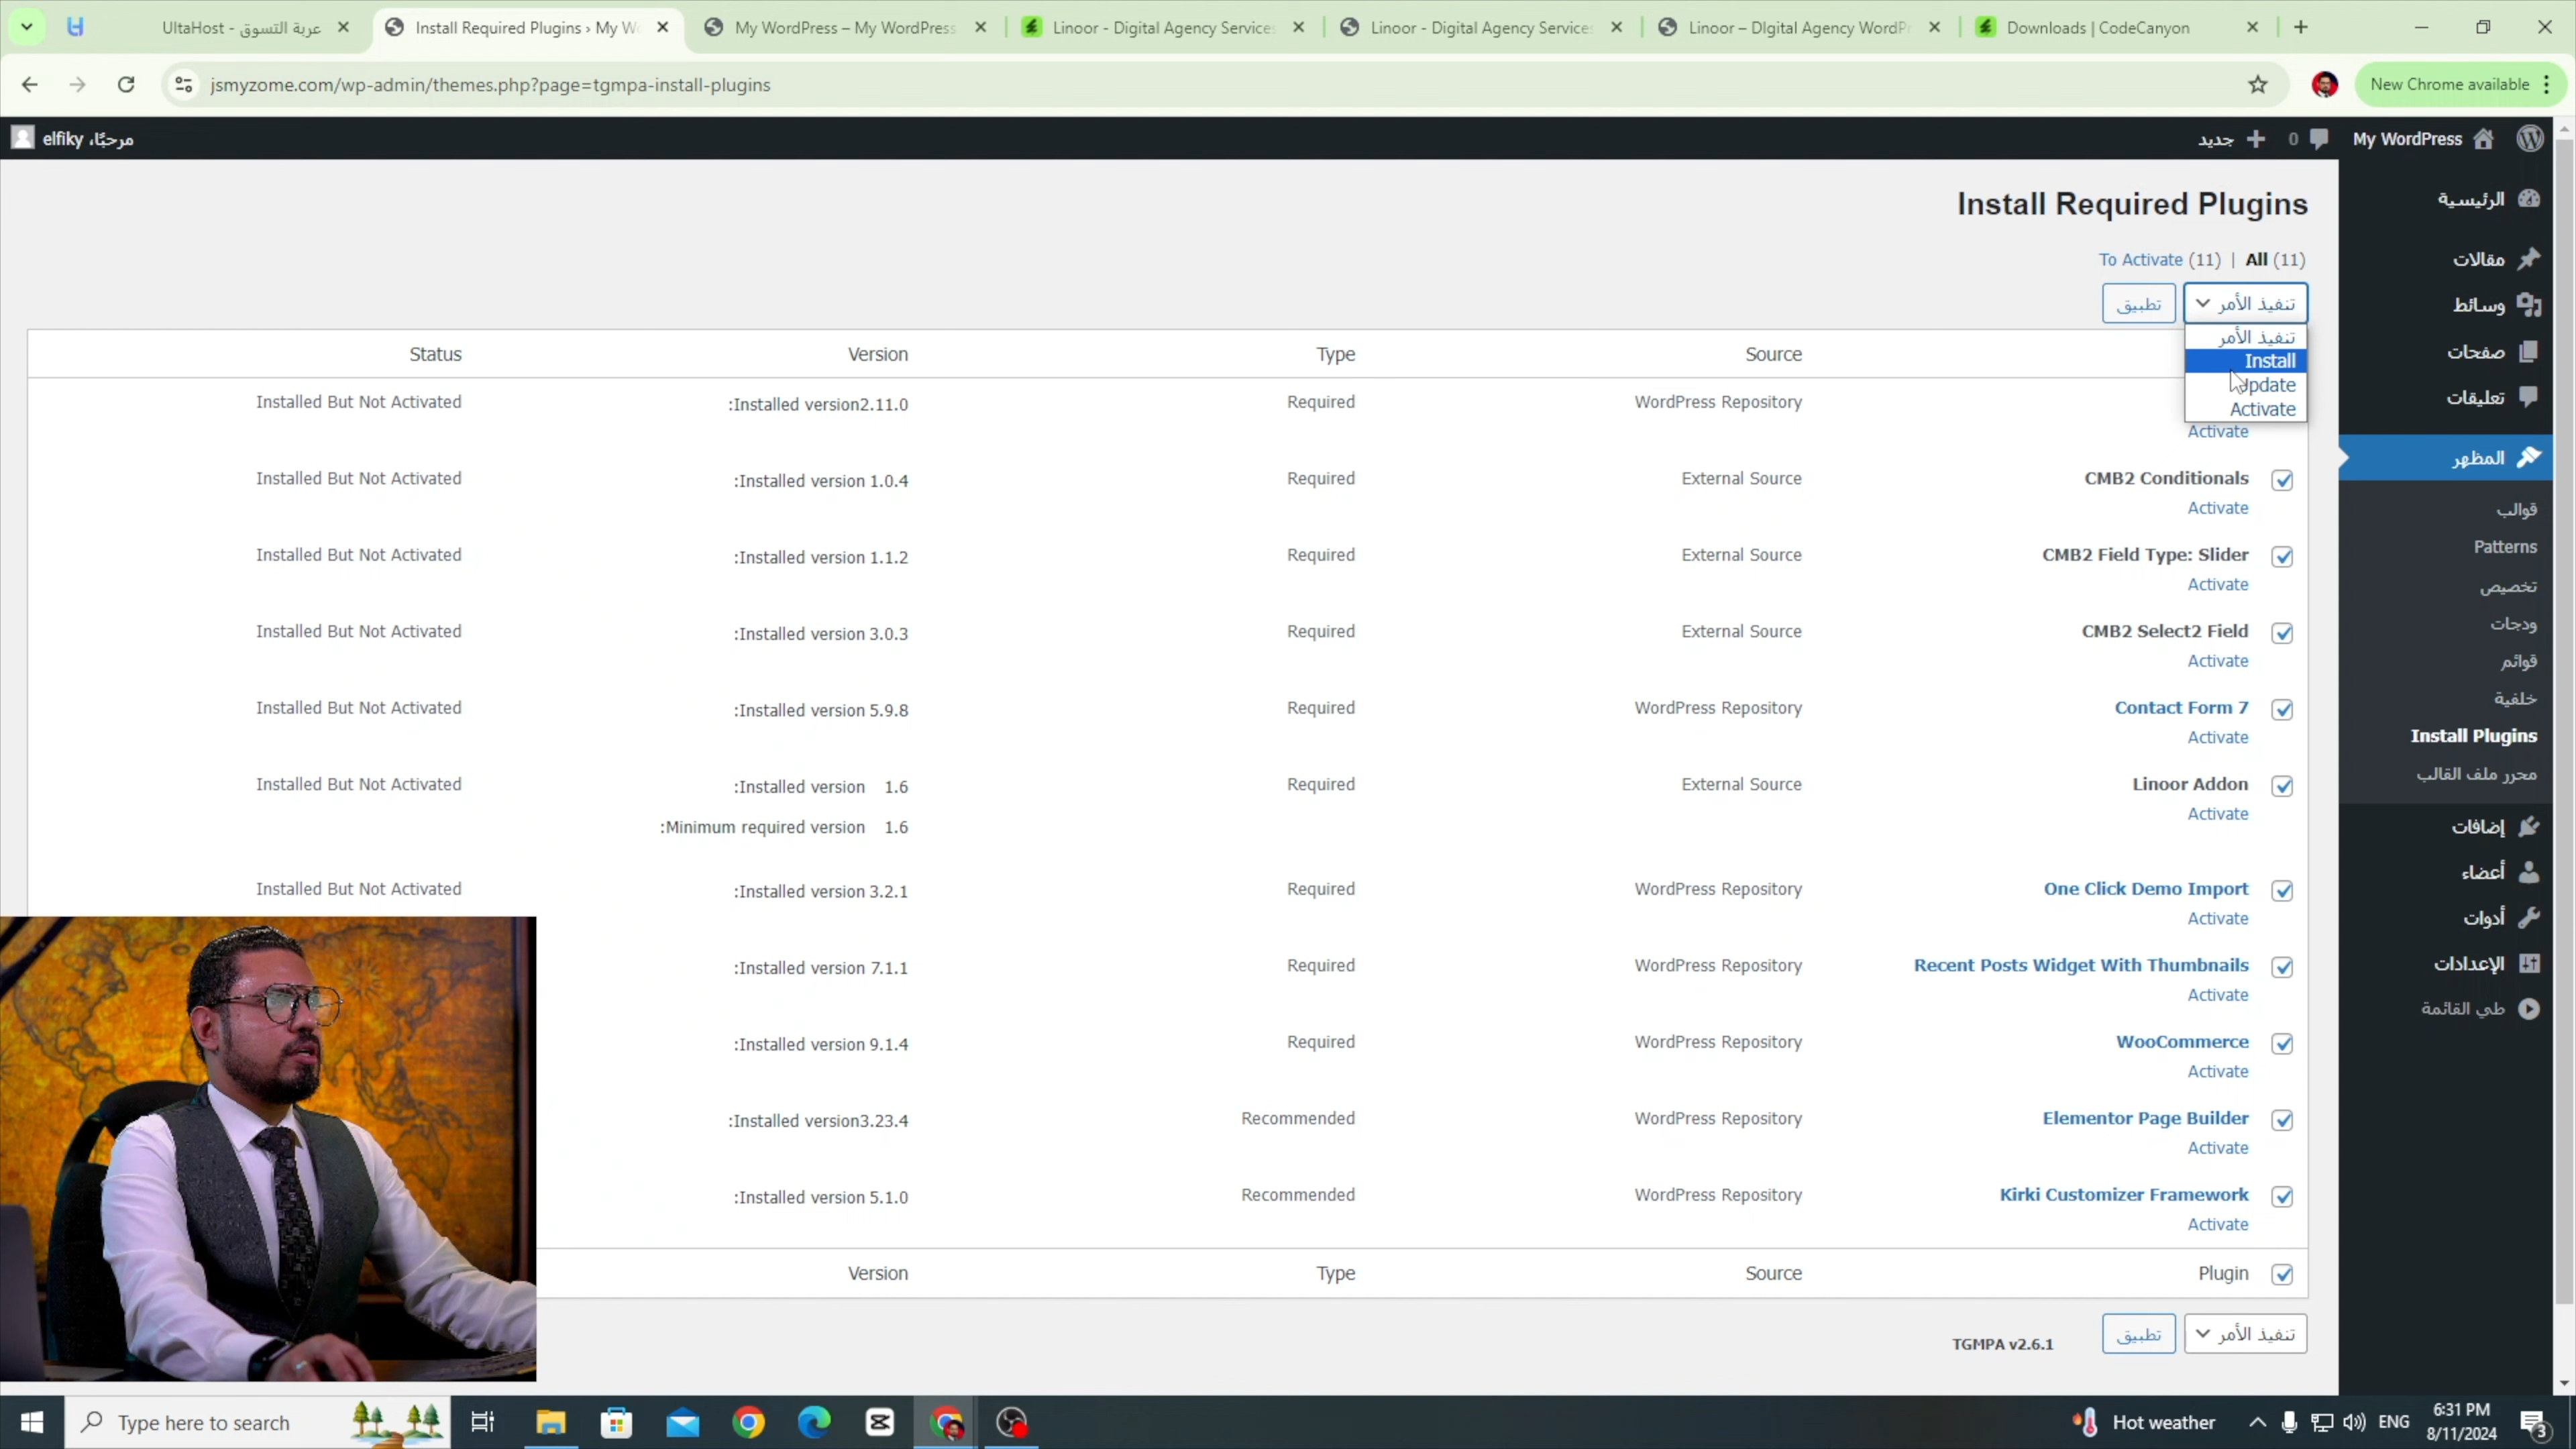 UltaHost - عربة التسوق
Install Required Plugins › My Wo
My WordPress – My WordPress
Linoor - Digital Agency Services
Linoor - Digital Agency Services
Linoor – DIgital Agency WordPr
Downloads | CodeCanyon
jsmyzome.com/wp-admin/themes.php?page=tgmpa-install-plugins
New Chrome available
مرحبًا، elfiky
جديد
0
My WordPress
Install Required Plugins
To Activate (11) | All (11)
تطبيق
تنفيذ الأمر
تنفيذ الأمر
Install
Update
Activate
Status
Version
Type
Source
Installed But Not Activated
:Installed version2.11.0
Required
WordPress Repository
Activate
Installed But Not Activated
:Installed version 1.0.4
Required
External Source
CMB2 Conditionals
Activate
Installed But Not Activated
:Installed version 1.1.2
Required
External Source
CMB2 Field Type: Slider
Activate
Installed But Not Activated
:Installed version 3.0.3
Required
External Source
CMB2 Select2 Field
Activate
Installed But Not Activated
:Installed version 5.9.8
Required
WordPress Repository
Contact Form 7
Activate
Installed But Not Activated
:Installed version 1.6
:Minimum required version 1.6
Required
External Source
Linoor Addon
Activate
Installed But Not Activated
:Installed version 3.2.1
Required
WordPress Repository
One Click Demo Import
Activate
:Installed version 7.1.1
Required
WordPress Repository
Recent Posts Widget With Thumbnails
Activate
:Installed version 9.1.4
Required
WordPress Repository
WooCommerce
Activate
:Installed version3.23.4
Recommended
WordPress Repository
Elementor Page Builder
Activate
:Installed version 5.1.0
Recommended
WordPress Repository
Kirki Customizer Framework
Activate
Version
Type
Source
Plugin
TGMPA v2.6.1
تطبيق
تنفيذ الأمر
الرئيسية
مقالات
وسائط
صفحات
تعليقات
المظهر
قوالب
Patterns
تخصيص
ودجات
قوائم
خلفية
Install Plugins
محرر ملف القالب
إضافات
أعضاء
أدوات
الإعدادات
طي القائمة
Type here to search
Hot weather
ENG
6:31 PM
8/11/2024
3